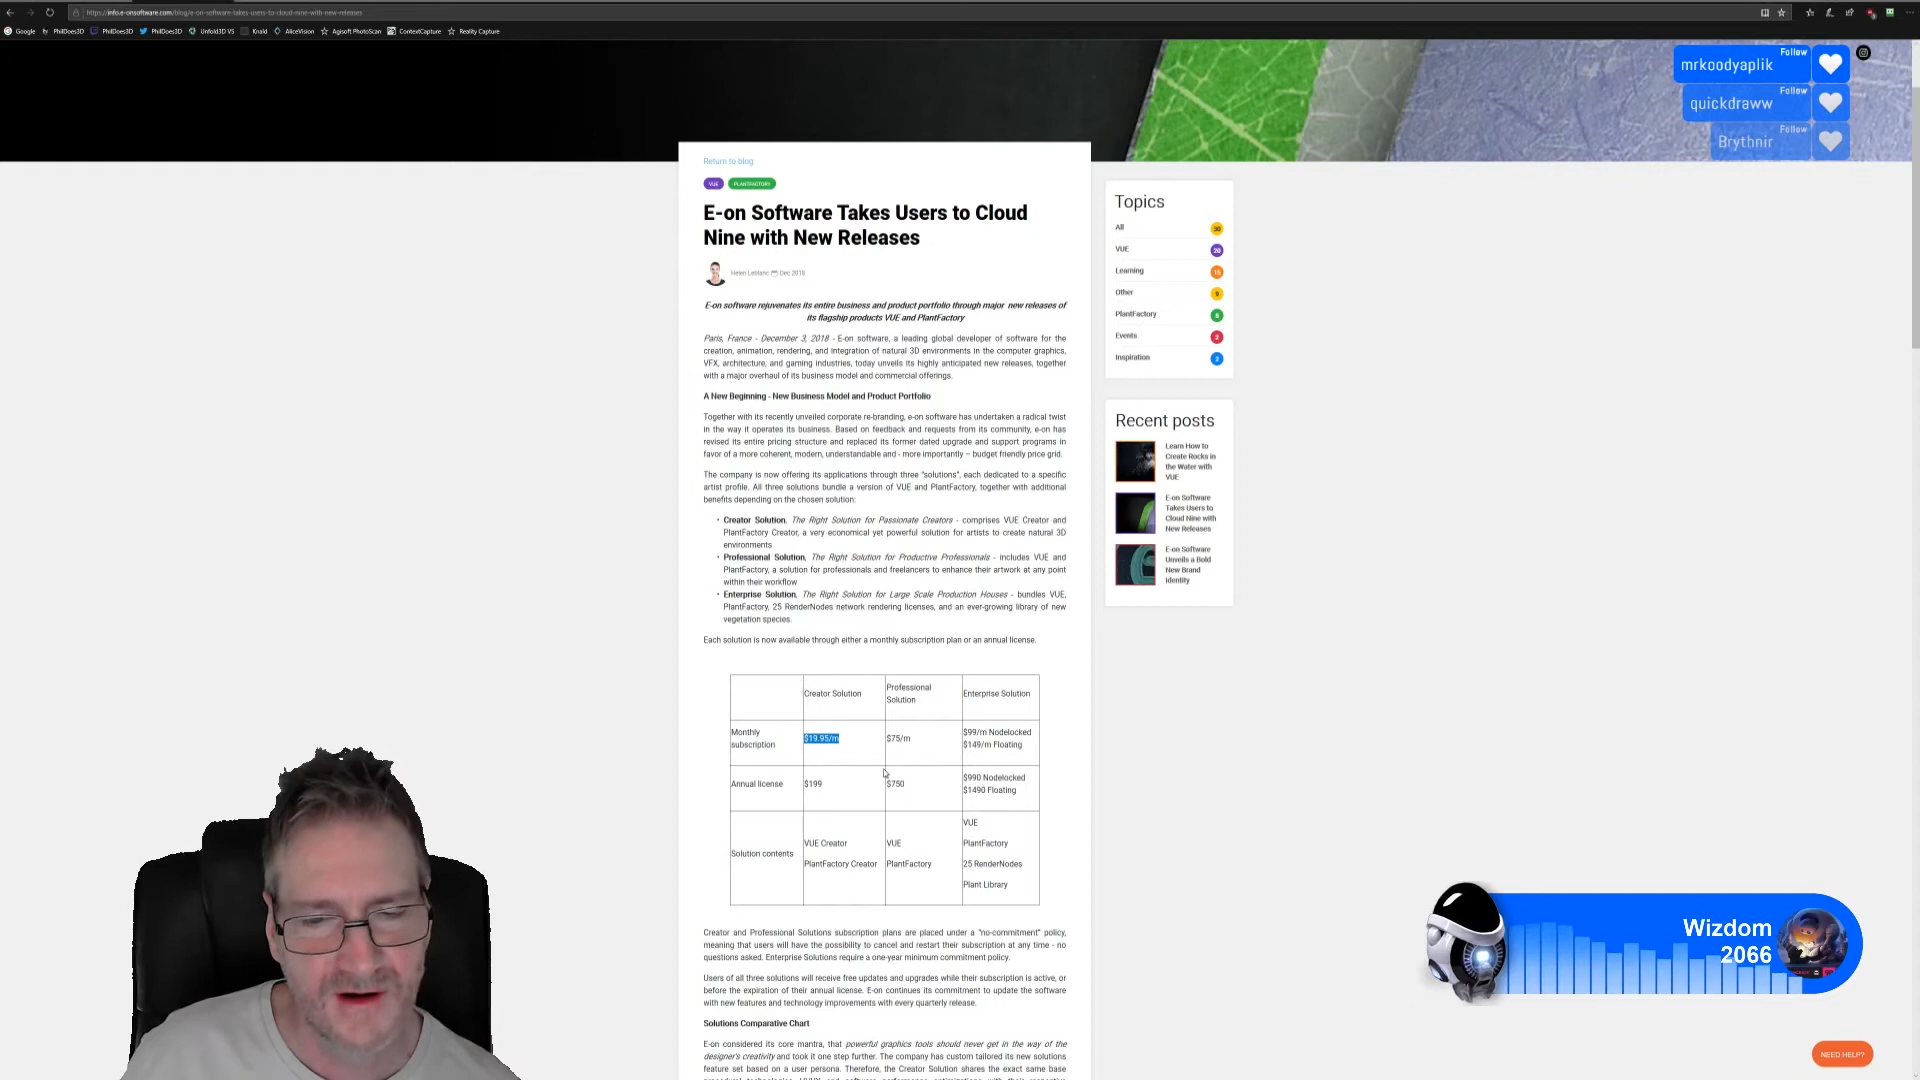 https://info.e-onsoftware.com/blog/e-on-software-takes-users-to-cloud-nine-with-new-releases
Google
PhilDoes3D
PhilDoes3D
PhilDoes3D
Unfold3D VS
Knald
AliceVision
Agisoft PhotoScan
ContextCapture
Reality Capture
Follow
mrkoodyaplik
Follow
quickdraww
Follow
Brythnir
Return to blog
VUE
PLANTFACTORY
E-on Software Takes Users to Cloud
Nine with New Releases
Helen Leblanc Dec 2018
E-on software rejuvenates its entire business and product portfolio through major new releases of
its flagship products VUE and PlantFactory
Paris, France - December 3, 2018 - E-on software, a leading global developer of software for the
creation, animation, rendering, and integration of natural 3D environments in the computer graphics,
VFX, architecture, and gaming industries, today unveils its highly anticipated new releases, together
with a major overhaul of its business model and commercial offerings.
A New Beginning - New Business Model and Product Portfolio
Together with its recently unveiled corporate re-branding, e-on software has undertaken a radical twist
in the way it operates its business. Based on feedback and requests from its community, e-on has
revised its entire pricing structure and replaced its former dated upgrade and support programs in
favor of a more coherent, modern, understandable and - more importantly – budget friendly price grid.
The company is now offering its applications through three “solutions”, each dedicated to a specific
artist profile. All three solutions bundle a version of VUE and PlantFactory, together with additional
benefits depending on the chosen solution:
• Creator Solution, The Right Solution for Passionate Creators - comprises VUE Creator and
PlantFactory Creator, a very economical yet powerful solution for artists to create natural 3D
environments
• Professional Solution, The Right Solution for Productive Professionals - includes VUE and
PlantFactory, a solution for professionals and freelancers to enhance their artwork at any point
within their workflow
• Enterprise Solution, The Right Solution for Large Scale Production Houses - bundles VUE,
PlantFactory, 25 RenderNodes network rendering licenses, and an ever-growing library of new
vegetation species.
Each solution is now available through either a monthly subscription plan or an annual license.
Creator Solution
Professional
Solution
Enterprise Solution
Monthly
subscription
$19.95/m
$75/m
$99/m Nodelocked
$149/m Floating
Annual license
$199
$750
$990 Nodelocked
$1490 Floating
Solution contents
VUE Creator
PlantFactory Creator
VUE
PlantFactory
VUE
PlantFactory
25 RenderNodes
Plant Library
Creator and Professional Solutions subscription plans are placed under a “no-commitment” policy,
meaning that users will have the possibility to cancel and restart their subscription at any time - no
questions asked. Enterprise Solutions require a one-year minimum commitment policy.
Users of all three solutions will receive free updates and upgrades while their subscription is active, or
before the expiration of their annual license. E-on continues its commitment to update the software
with new features and technology improvements with every quarterly release.
Solutions Comparative Chart
E-on considered its core mantra, that powerful graphics tools should never get in the way of the
designer's creativity and took it one step further. The company has custom tailored its new solutions
feature set based on a user persona. Therefore, the Creator Solution shares the exact same base
Topics
All 30
VUE 20
Learning 15
Other 9
PlantFactory 8
Events 2
Inspiration 2
Recent posts
Learn How to
Create Rocks in
the Water with
VUE
E-on Software
Takes Users to
Cloud Nine with
New Releases
E-on Software
Unveils a Bold
New Brand
Identity
Wizdom
2066
NEED HELP?